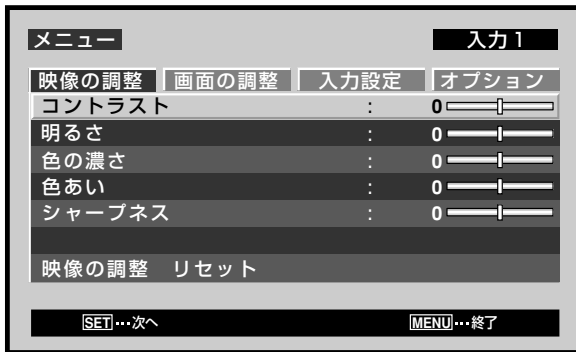 メニュー 入力1
映像の調整 画面の調整 入力設定 オプション
コントラスト : 0
明るさ : 0
色の濃さ : 0
色あい : 0
シャープネス : 0
映像の調整 リセット
SET…次へ MENU…終了